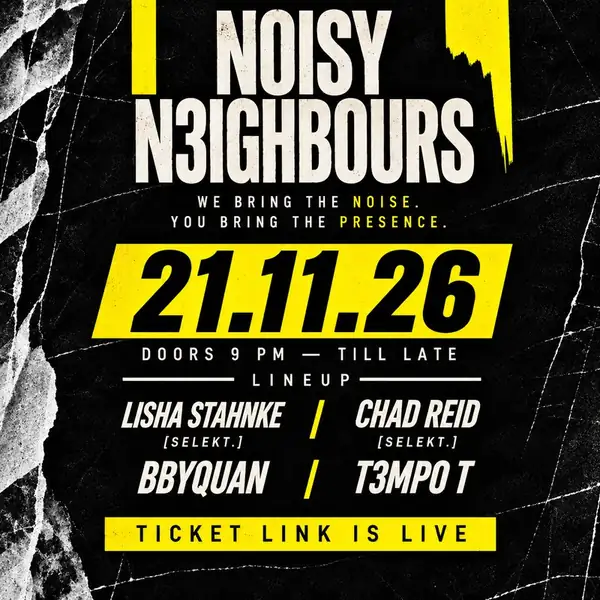 NOISY
N3IGHBOURS
WE BRING THE NOISE.
YOU BRING THE PRESENCE.
21.11.26
DOORS 9 PM — TILL LATE
LINEUP
LISHA STAHNKE / CHAD REID
[SELEKT.] [SELEKT.]
BBYQUAN / T3MPO T
TICKET LINK IS LIVE